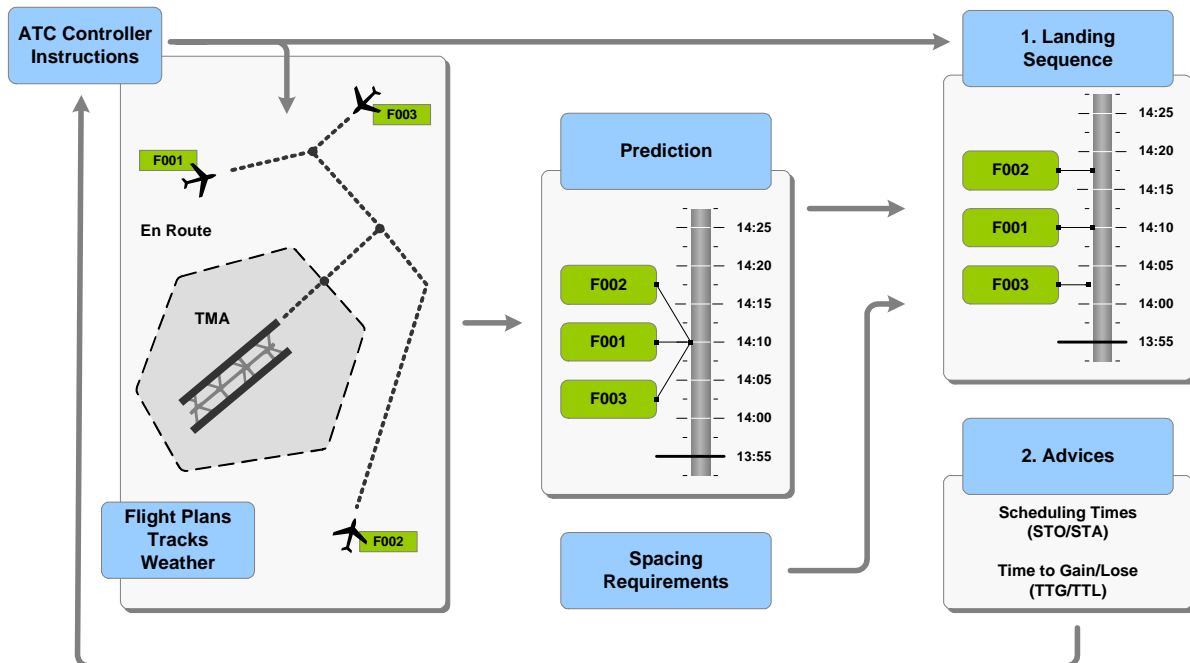 ATC Controller
Instructions
F003
F001
En Route
TMA
F002
Flight Plans
Tracks
Weather
Prediction
14:25
14:20
F002
14:15
F001
14:10
14:05
F003
14:00
13:55
Spacing
Requirements
1. Landing
Sequence
14:25
14:20
F002
14:15
F001
14:10
14:05
F003
14:00
13:55
2. Advices
Scheduling Times
(STO/STA)
Time to Gain/Lose
(TTG/TTL)